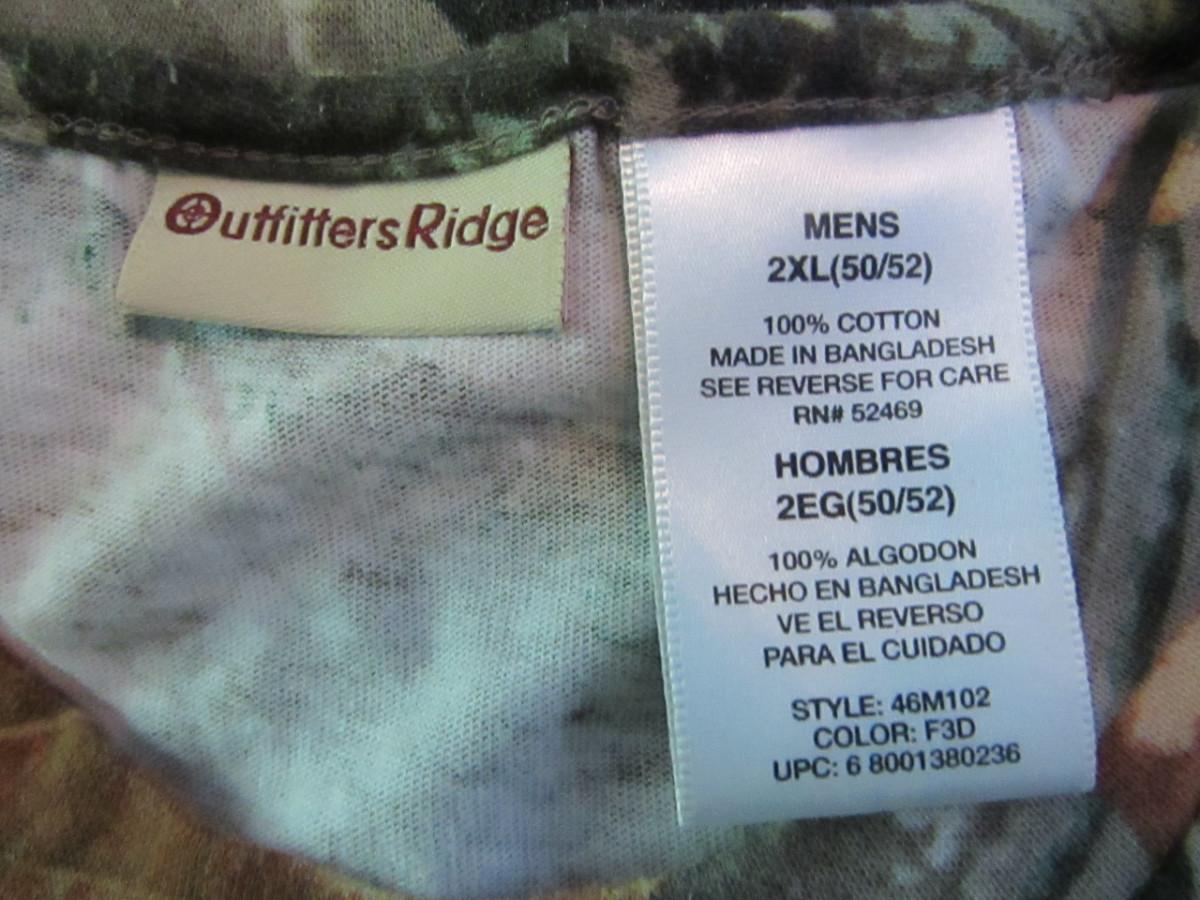 OutfittersRidge
MENS
2XL(50/52)
100% COTTON
MADE IN BANGLADESH
SEE REVERSE FOR CARE
RN# 52469
HOMBRES
2EG(50/52)
100% ALGODON
HECHO EN BANGLADESH
VE EL REVERSO
PARA EL CUIDADO
STYLE: 46M102
COLOR: F3D
UPC: 6 8001380236